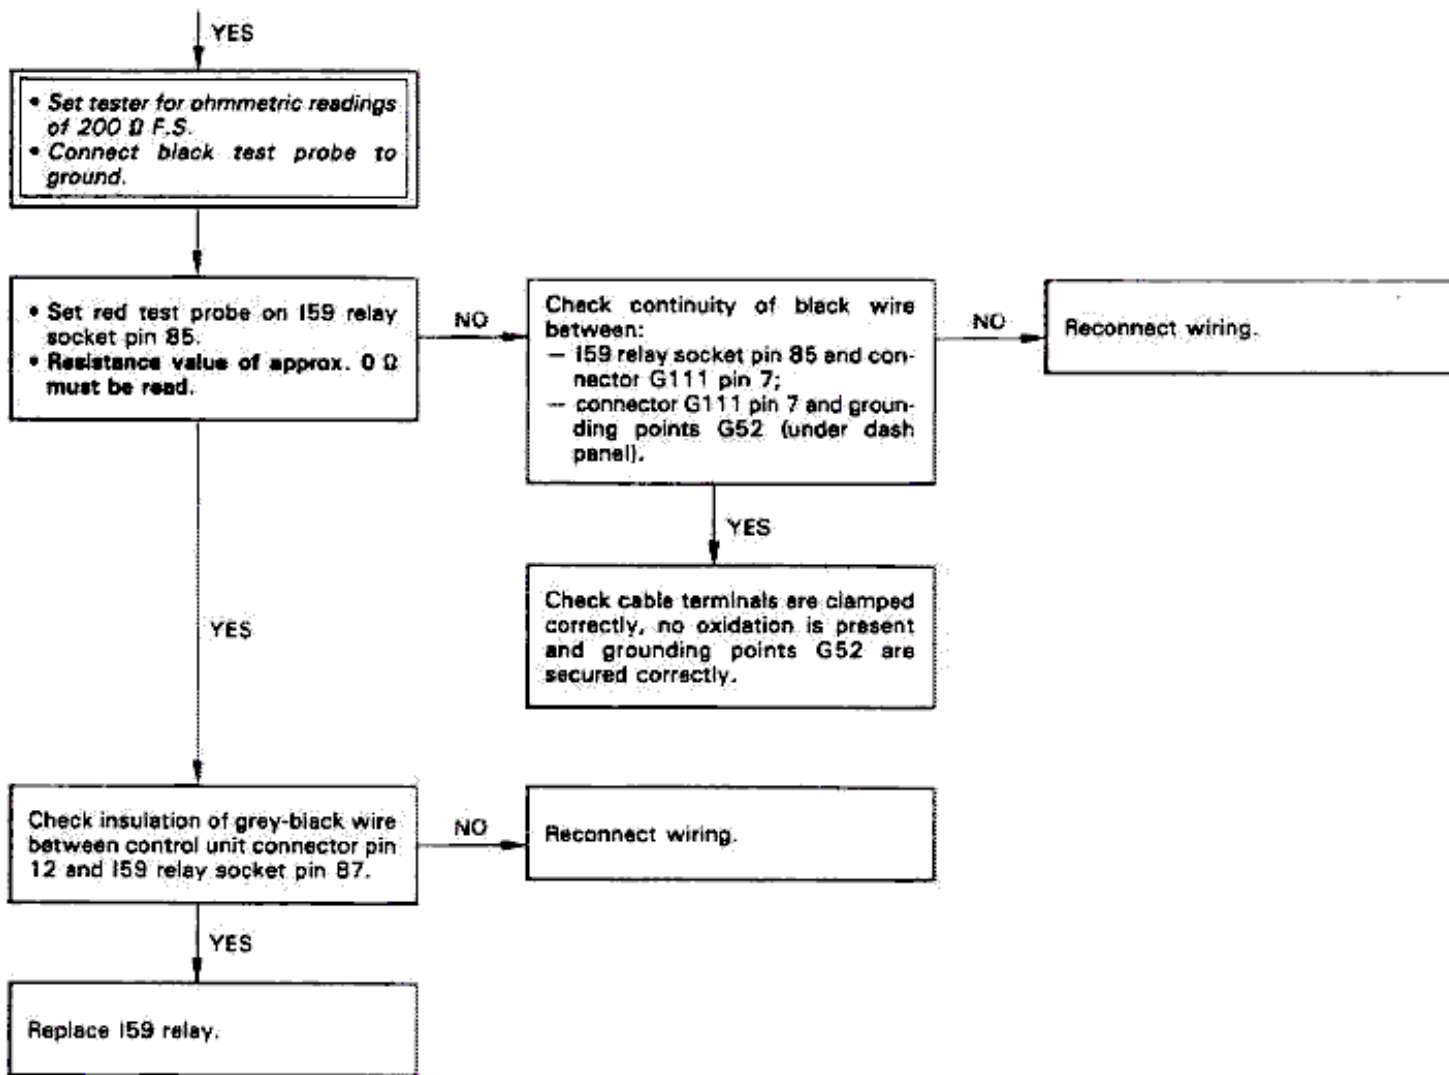 YES
• Set tester for ohmmetric readings
of 200 Ω F.S.
• Connect black test probe to
ground.
• Set red test probe on I59 relay
socket pin 85.
• Resistance value of approx. 0 Ω
must be read.
NO
Check continuity of black wire
between:
— I59 relay socket pin 85 and con-
nector G111 pin 7;
— connector G111 pin 7 and groun-
ding points G52 (under dash
panel).
NO
Reconnect wiring.
YES
Check cable terminals are clamped
correctly, no oxidation is present
and grounding points G52 are
secured correctly.
YES
Check insulation of grey-black wire
between control unit connector pin
12 and I59 relay socket pin 87.
NO
Reconnect wiring.
YES
Replace I59 relay.